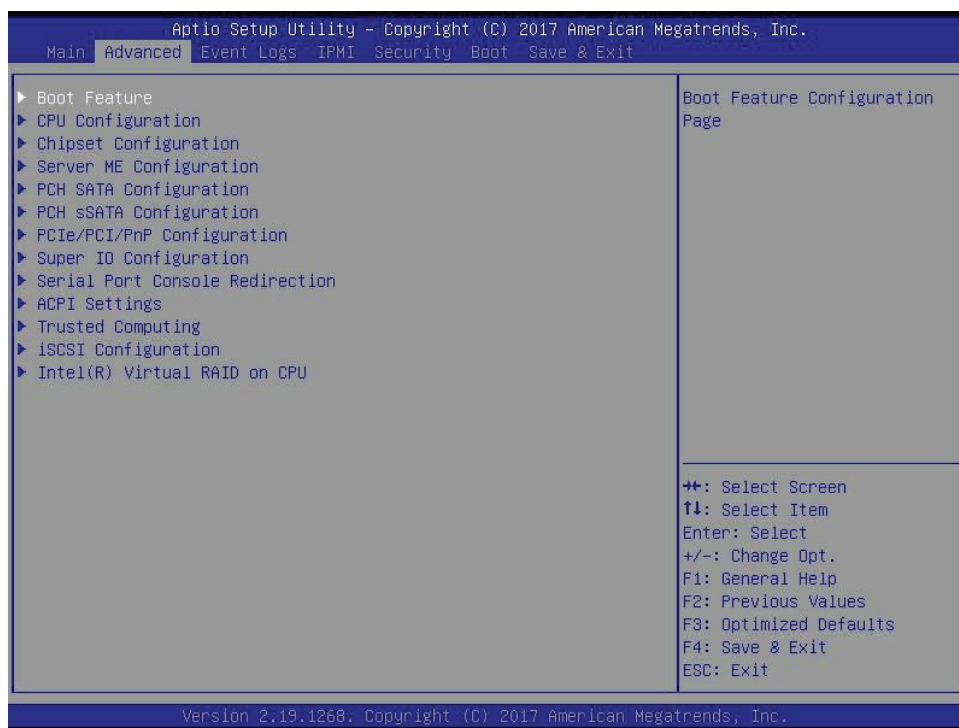 Aptio Setup Utility – Copyright (C) 2017 American Megatrends, Inc.
Main Advanced Event Logs IPMI Security Boot Save & Exit
Boot Feature
CPU Configuration
Chipset Configuration
Server ME Configuration
PCH SATA Configuration
PCH sSATA Configuration
PCIe/PCI/PnP Configuration
Super IO Configuration
Serial Port Console Redirection
ACPI Settings
Trusted Computing
iSCSI Configuration
Intel(R) Virtual RAID on CPU
Boot Feature Configuration
Page
→←: Select Screen
↑↓: Select Item
Enter: Select
+/-: Change Opt.
F1: General Help
F2: Previous Values
F3: Optimized Defaults
F4: Save & Exit
ESC: Exit
Version 2.19.1268. Copyright (C) 2017 American Megatrends, Inc.